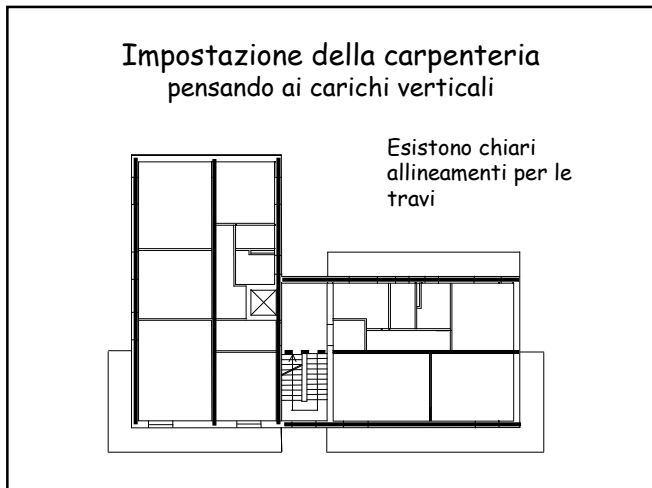 Impostazione della carpenteria
pensando ai carichi verticali
Esistono chiari
allineamenti per le
travi